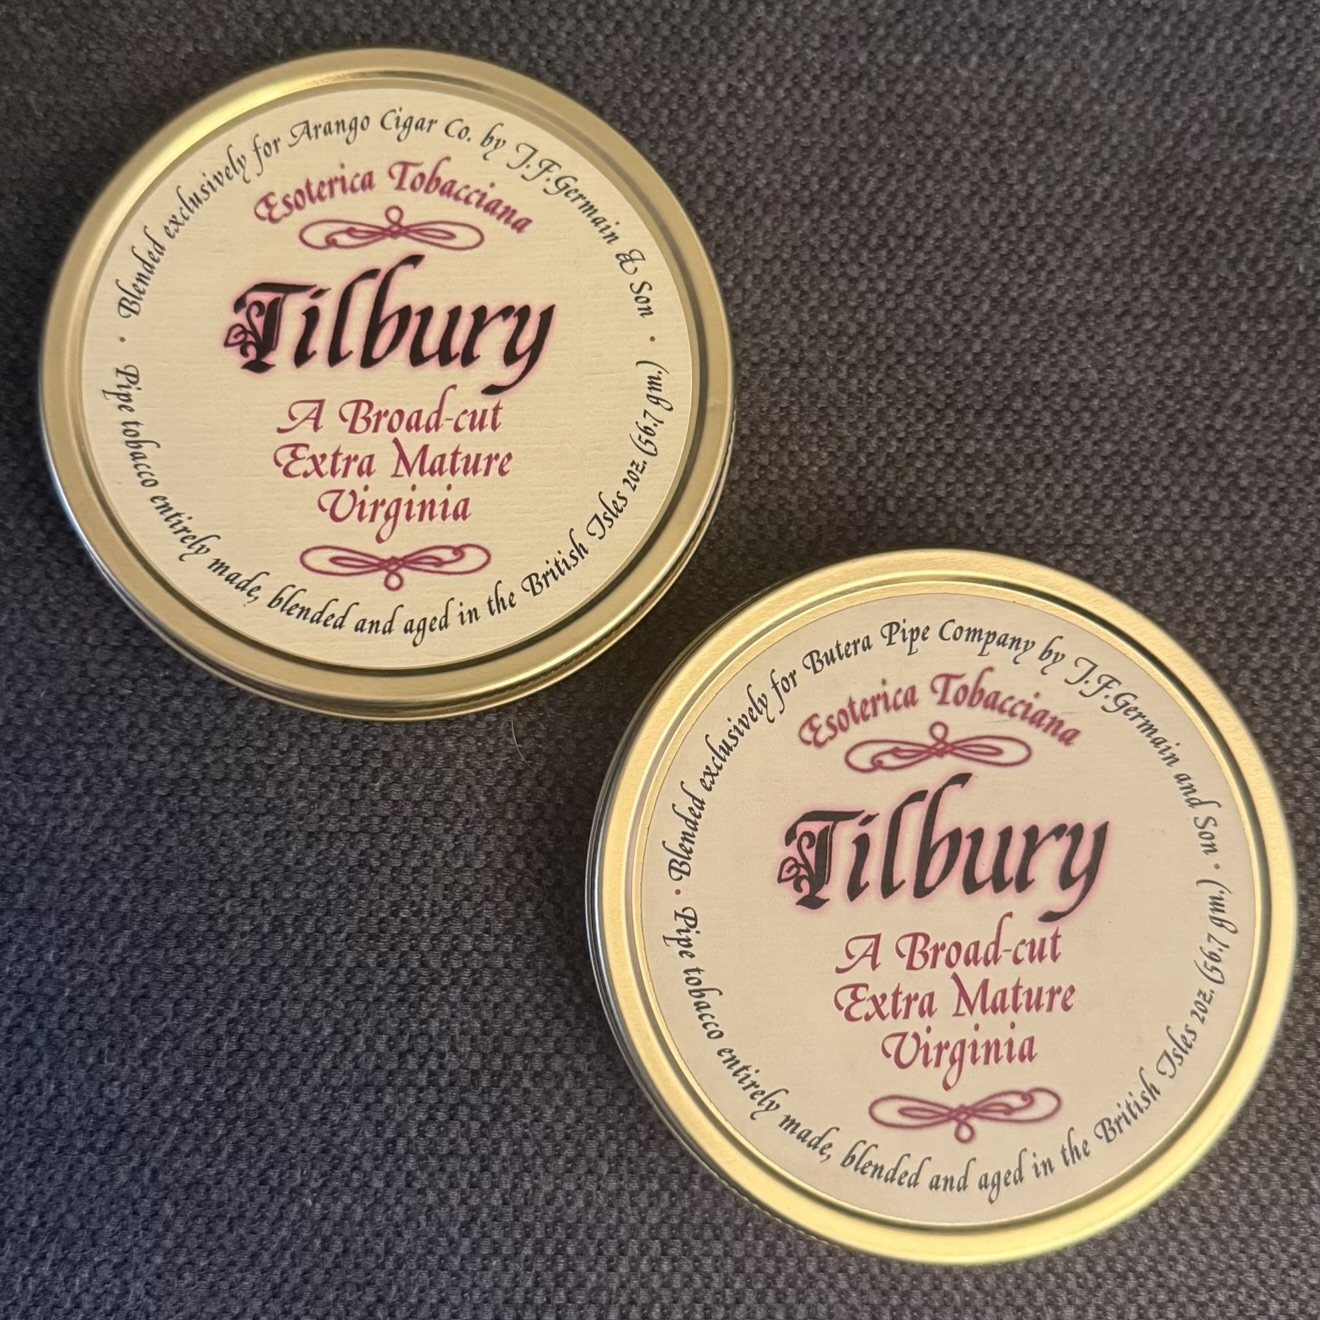 Blended exclusively for Arango Cigar Co. by J.F.Germain & Son
Esoterica Tobacciana
Tilbury
A Broad-cut
Extra Mature
Virginia
Pipe tobacco entirely made, blended and aged in the British Isles 2oz. (56.7 gm.)
Blended exclusively for Butera Pipe Company by J.F.Germain and Son
Esoterica Tobacciana
Tilbury
A Broad-cut
Extra Mature
Virginia
Pipe tobacco entirely made, blended and aged in the British Isles 2oz. (56.7 gm.)